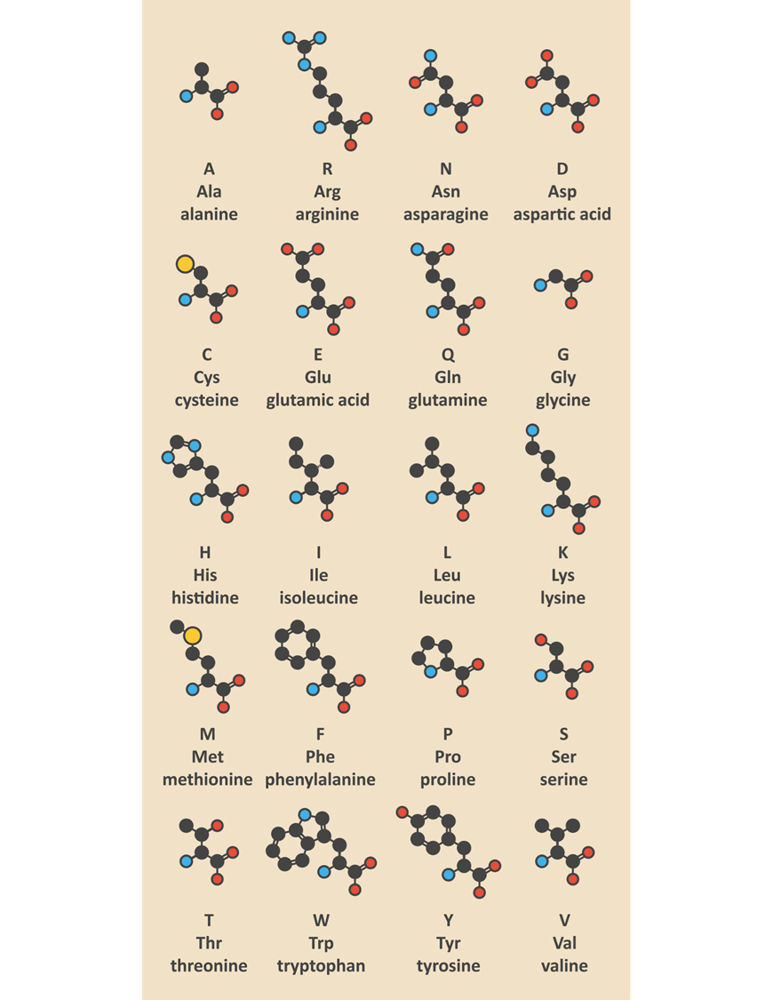 A R N D
Ala Arg Asn Asp
alanine arginine asparagine aspartic acid
C E Q G
Cys Glu Gln Gly
cysteine glutamic acid glutamine glycine
H I L K
His Ile Leu Lys
histidine isoleucine leucine lysine
M F P S
Met Phe Pro Ser
methionine phenylalanine proline serine
T W Y V
Thr Trp Tyr Val
threonine tryptophan tyrosine valine